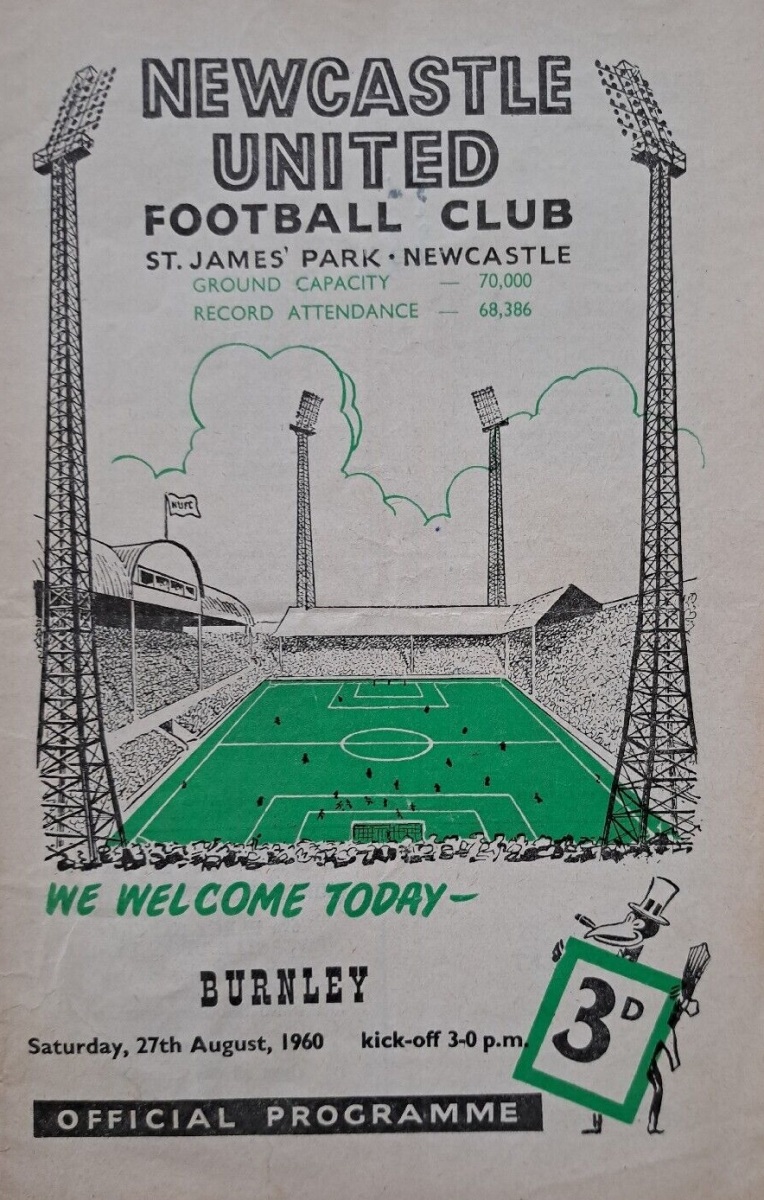 NEWCASTLE
UNITED
FOOTBALL CLUB
ST. JAMES' PARK · NEWCASTLE
GROUND CAPACITY — 70,000
RECORD ATTENDANCE — 68,386
NUFC
WE WELCOME TODAY—
BURNLEY
Saturday, 27th August, 1960 kick-off 3-0 p.m.
3D
OFFICIAL PROGRAMME